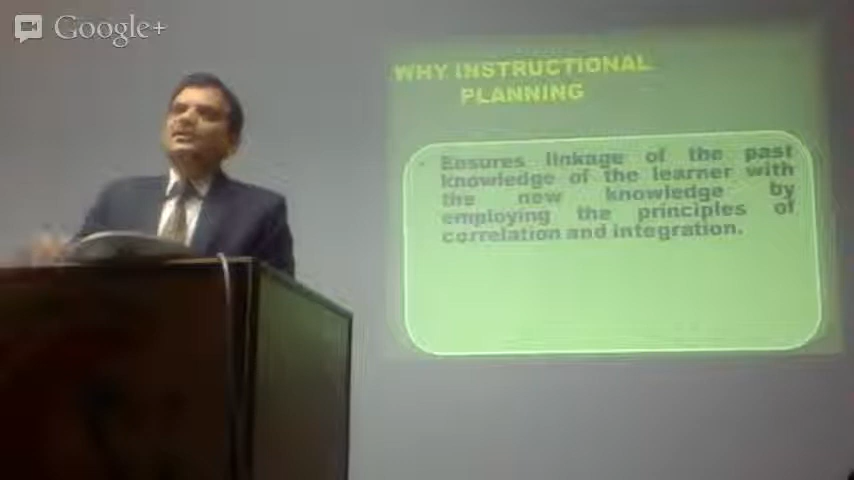 Google+
WHY INSTRUCTIONAL
PLANNING
Ensures linkage of the past
knowledge of the learner with
the new knowledge by
employing the principles of
correlation and integration.